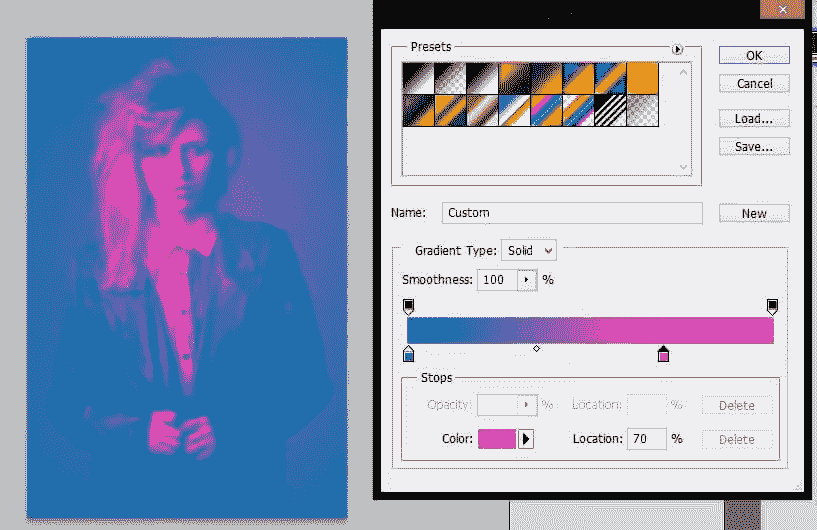 Presets
OK
Cancel
Load...
Save...
Name: Custom
New
Gradient Type: Solid
Smoothness: 100 %
Stops
Opacity: % Location: % Delete
Color: Location: 70 % Delete